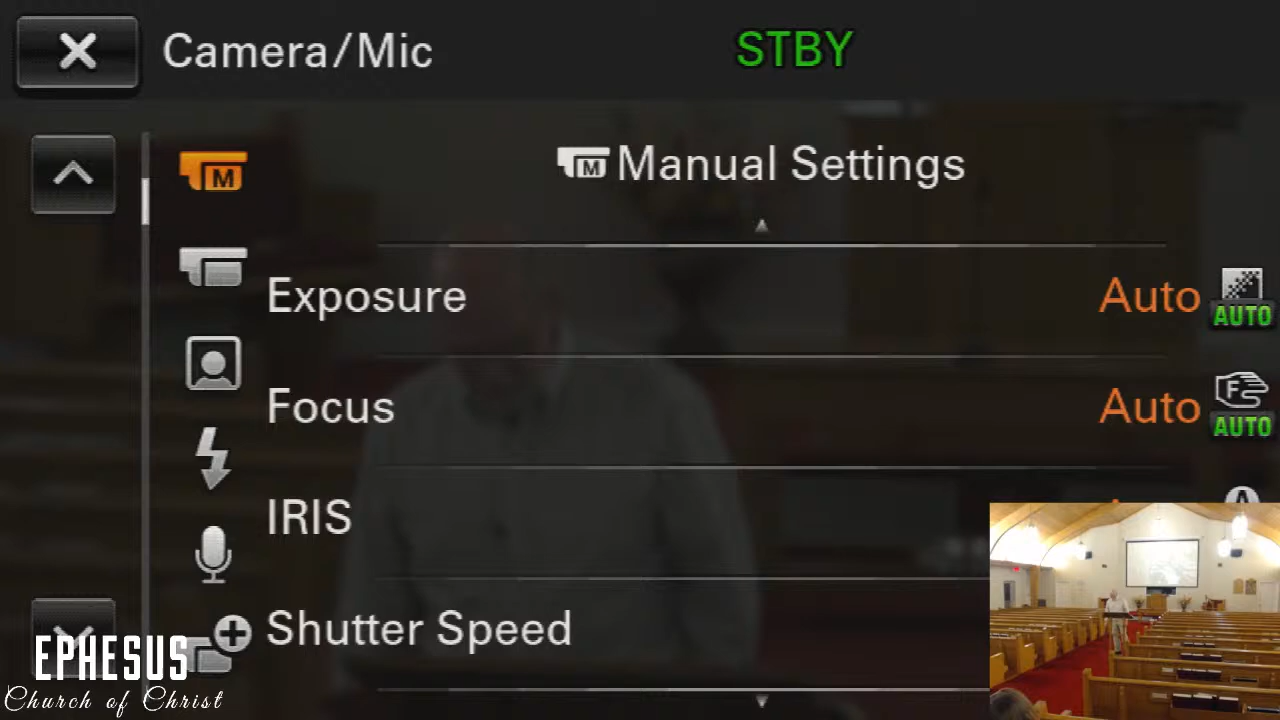 Camera/Mic
STBY
M Manual Settings
Exposure Auto AUTO
Focus Auto F AUTO
IRIS
Shutter Speed
EPHESUS
Church of Christ